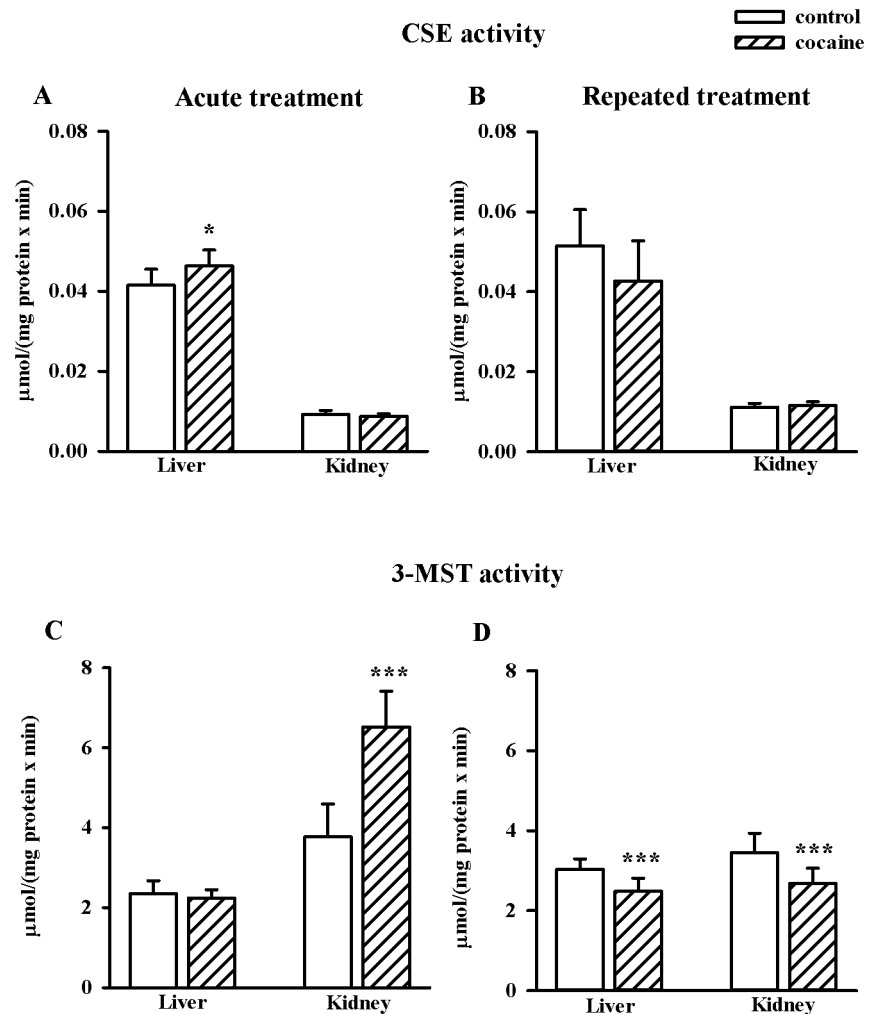 control
CSE activity
cocaine
A Acute treatment
B Repeated treatment
μmol/(mg protein x min)
0.08
0.06
0.04
0.02
0.00
*
Liver Kidney
μmol/(mg protein x min)
0.08
0.06
0.04
0.02
0.00
Liver Kidney
3-MST activity
C
μmol/(mg protein x min)
8
6
4
2
0
***
Liver Kidney
D
μmol/(mg protein x min)
8
6
4
2
0
*** ***
Liver Kidney